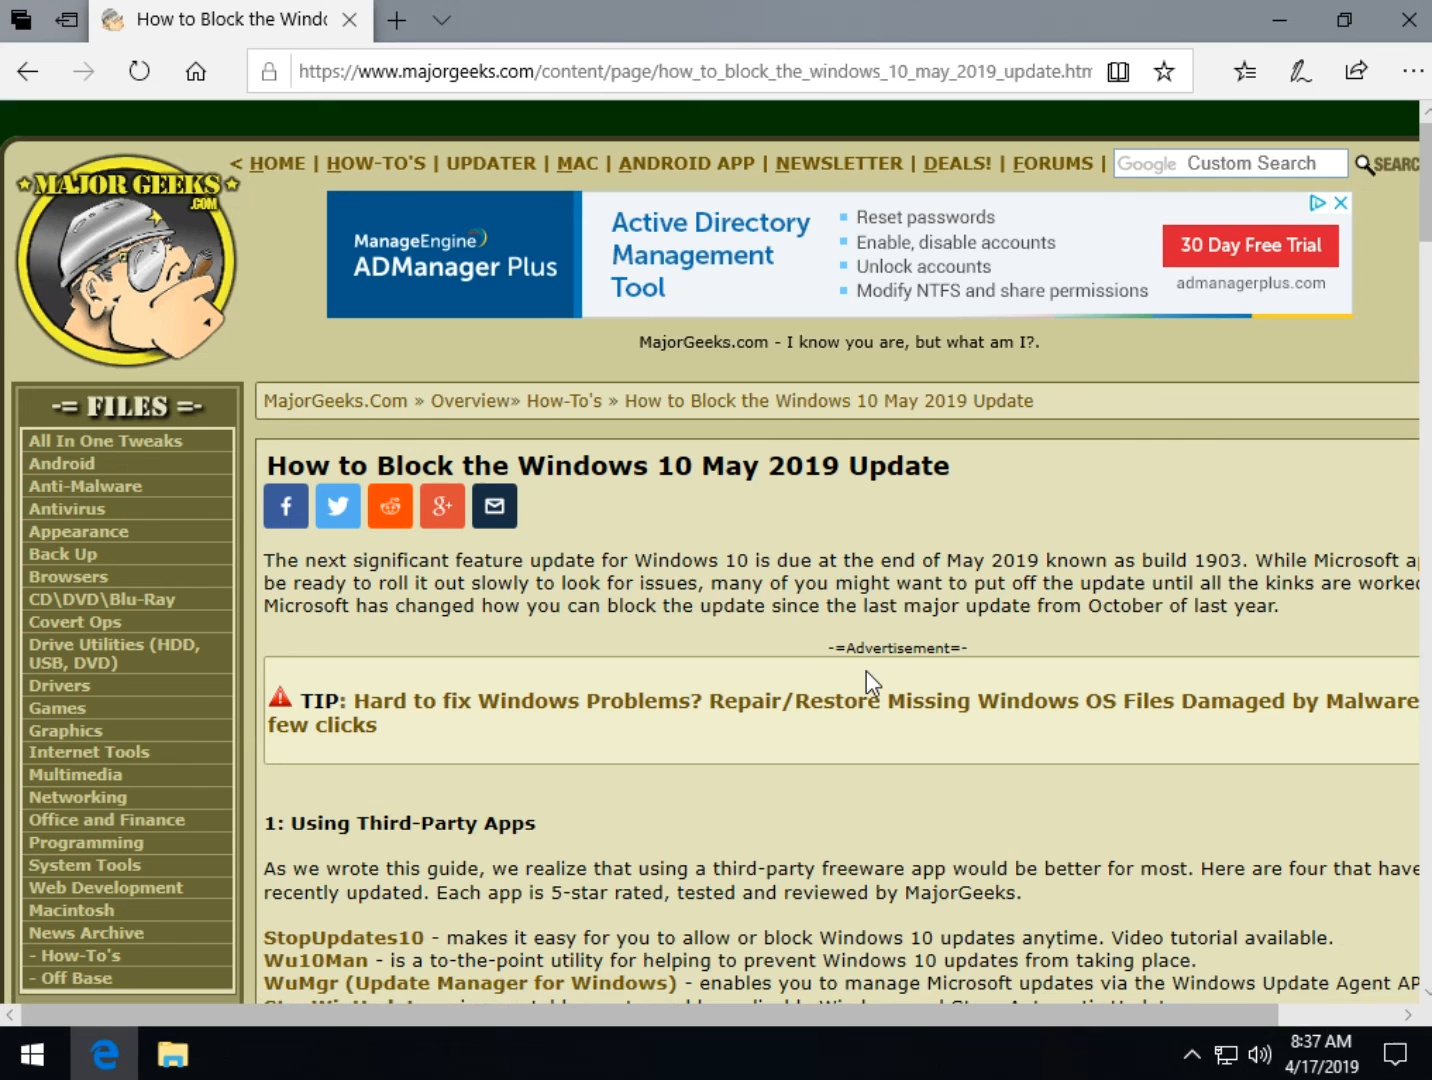 How to Block the Wind
https://www.majorgeeks.com/content/page/how_to_block_the_windows_10_may_2019_update.htm
MAJOR GEEKS
.COM
< HOME | HOW-TO'S | UPDATER | MAC | ANDROID APP | NEWSLETTER | DEALS! | FORUMS |
Google Custom Search
SEARC
ManageEngine
ADManager Plus
Active Directory
Management
Tool
Reset passwords
Enable, disable accounts
Unlock accounts
Modify NTFS and share permissions
30 Day Free Trial
admanagerplus.com
MajorGeeks.com - I know you are, but what am I?.
-= FILES =-
All In One Tweaks
Android
Anti-Malware
Antivirus
Appearance
Back Up
Browsers
CD\DVD\Blu-Ray
Covert Ops
Drive Utilities (HDD,
USB, DVD)
Drivers
Games
Graphics
Internet Tools
Multimedia
Networking
Office and Finance
Programming
System Tools
Web Development
Macintosh
News Archive
- How-To's
- Off Base
MajorGeeks.Com » Overview» How-To's » How to Block the Windows 10 May 2019 Update
How to Block the Windows 10 May 2019 Update
The next significant feature update for Windows 10 is due at the end of May 2019 known as build 1903. While Microsoft
be ready to roll it out slowly to look for issues, many of you might want to put off the update until all the kinks are worke
Microsoft has changed how you can block the update since the last major update from October of last year.
-=Advertisement=-
TIP: Hard to fix Windows Problems? Repair/Restore Missing Windows OS Files Damaged by Malware
few clicks
1: Using Third-Party Apps
As we wrote this guide, we realize that using a third-party freeware app would be better for most. Here are four that have
recently updated. Each app is 5-star rated, tested and reviewed by MajorGeeks.
StopUpdates10 - makes it easy for you to allow or block Windows 10 updates anytime. Video tutorial available.
Wu10Man - is a to-the-point utility for helping to prevent Windows 10 updates from taking place.
WuMgr (Update Manager for Windows) - enables you to manage Microsoft updates via the Windows Update Agent AP
8:37 AM
4/17/2019